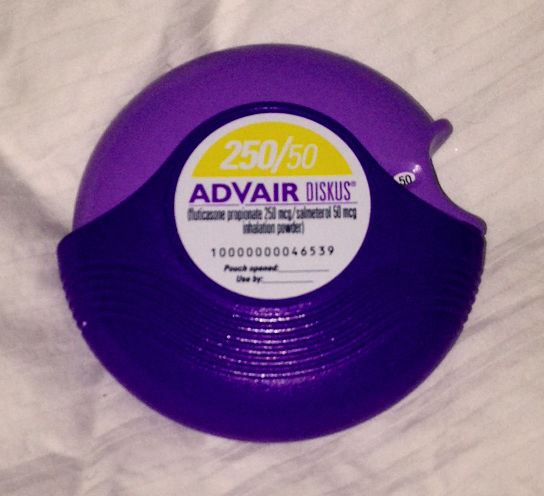 250/50
ADVAIR DISKUS®
(fluticasone propionate 250 mcg/salmeterol 50 mcg
inhalation powder)
10000000046539
Pouch opened:
Use by:
50